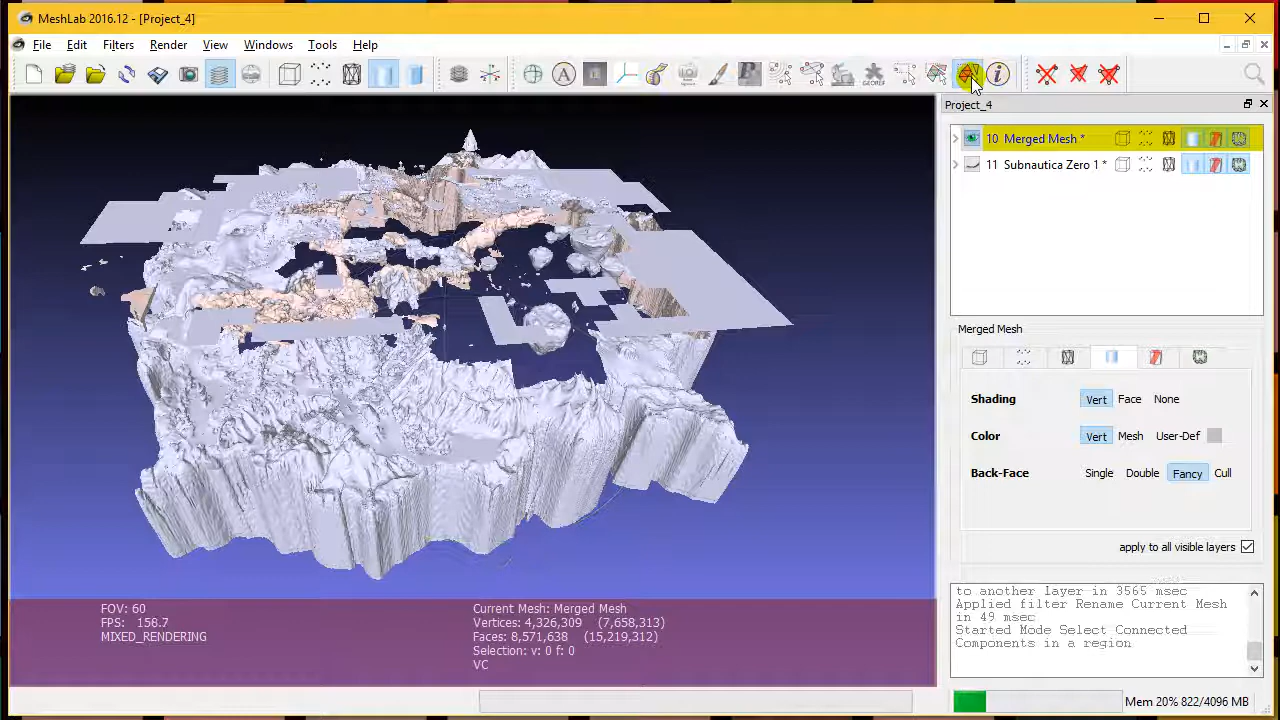 MeshLab 2016.12 - [Project_4]
File Edit Filters Render View Windows Tools Help
A
P
GEOREF
Project_4
10 Merged Mesh *
11 Subnautica Zero 1 *
Merged Mesh
Shading Vert Face None
Color Vert Mesh User-Def
Back-Face Single Double Fancy Cull
apply to all visible layers
to another layer in 3565 msec
Applied filter Rename Current Mesh
in 49 msec
Started Mode Select Connected
Components in a region
FOV: 60
FPS: 158.7
MIXED_RENDERING
Current Mesh: Merged Mesh
Vertices: 4,326,309 (7,658,313)
Faces: 8,571,638 (15,219,312)
Selection: v: 0 f: 0
VC
Mem 20% 822/4096 MB